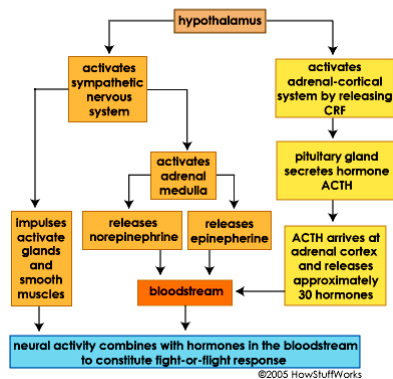 hypothalamus
activates
sympathetic
nervous
system
activates
adrenal-cortical
system by releasing
CRF
activates
adrenal
medulla
pituitary gland
secretes hormone
ACTH
impulses
activate
glands
and
smooth
muscles
releases
norepinephrine
releases
epinepherine
ACTH arrives at
adrenal cortex
and releases
approximately
30 hormones
bloodstream
neural activity combines with hormones in the bloodstream
to constitute fight-or-flight response
©2005 HowStuffWorks